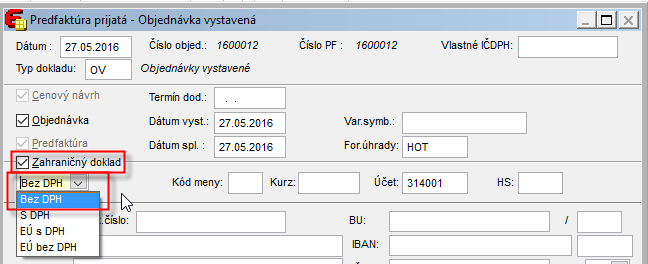 Predfaktúra prijatá - Objednávka vystavená
Dátum : 27.05.2016 Číslo objed.: 1600012 Číslo PF : 1600012 Vlastné IČDPH:
Typ dokladu: OV Objednávky vystavené
Cenový návrh Termín dod.: . .
Objednávka Dátum vyst.: 27.05.2016 Var.symb.:
Predfaktúra Dátum spl. : 27.05.2016 For.úhrady: HOT
Zahraničný doklad
Bez DPH Kód meny: Kurz: Účet: 314001 HS:
Bez DPH
S DPH .číslo: BU: /
EÚ s DPH
EÚ bez DPH IBAN: